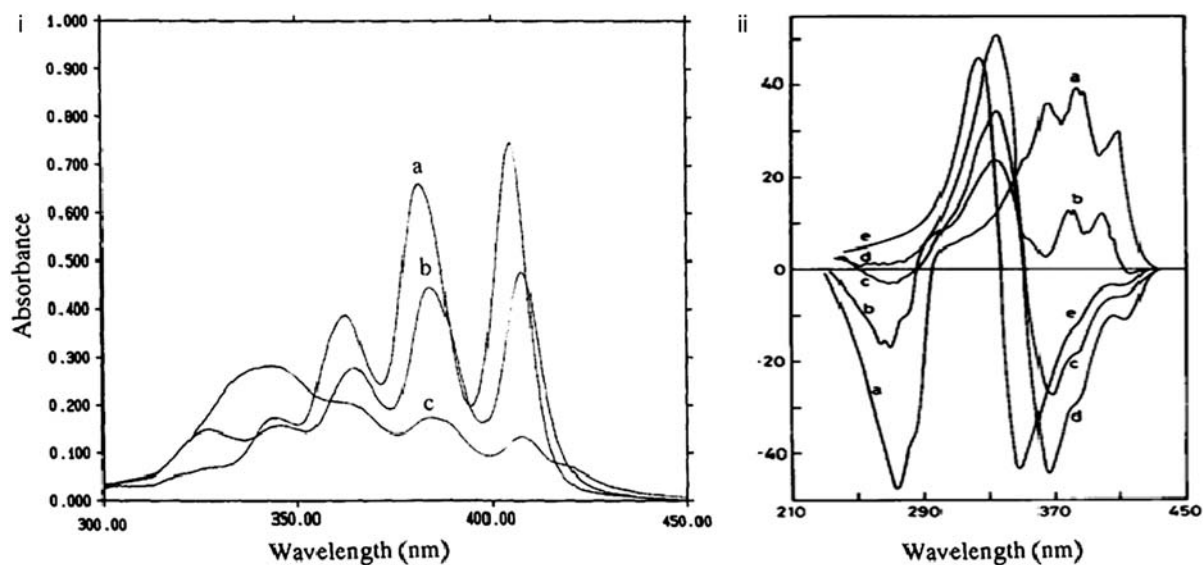 i
1.000
0.900
0.800
0.700
0.600
0.500
0.400
0.300
0.200
0.100
0.000
Absorbance
a
b
c
300.00 350.00 400.00 450.00
Wavelength (nm)
ii
40
20
0
-20
-40
a
b
e
d
c
b
a
e
c
d
210 290 370 450
Wavelength (nm)